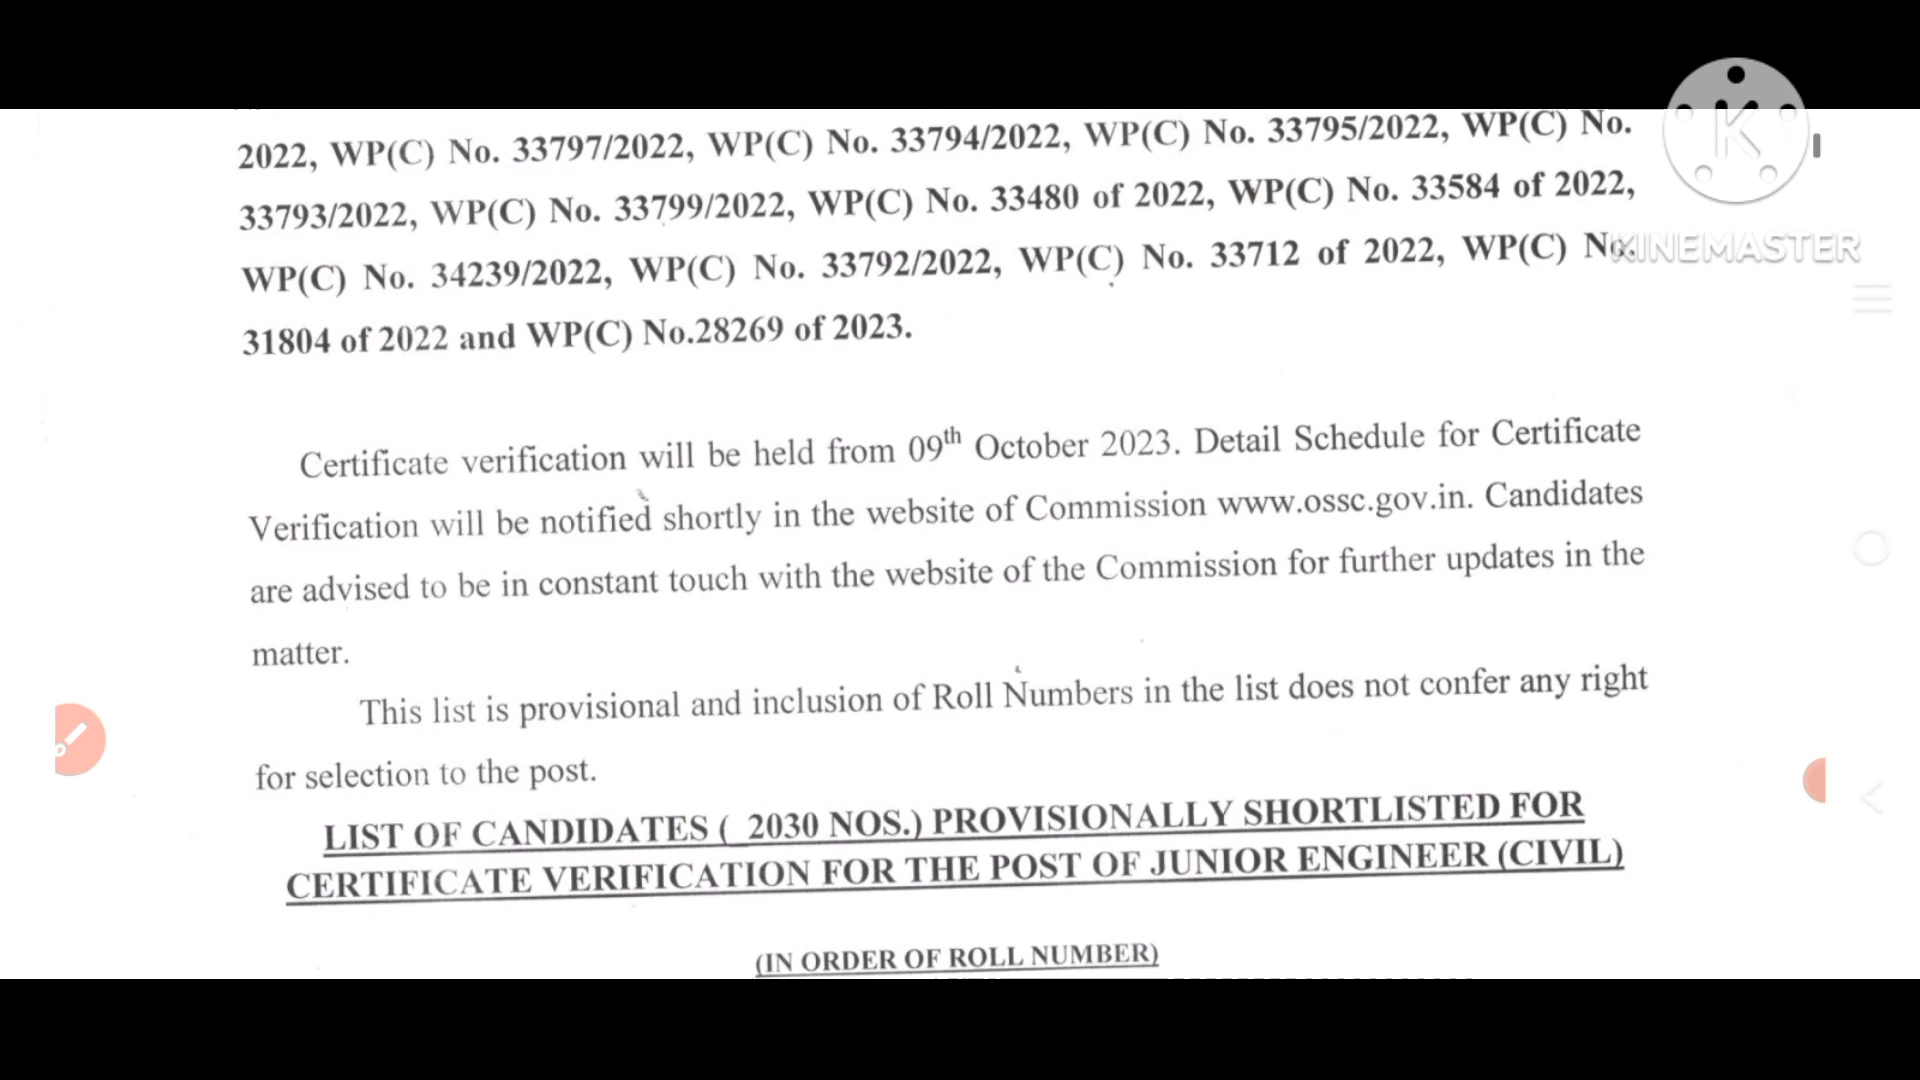 2022, WP(C) No. 33797/2022, WP(C) No. 33794/2022, WP(C) No. 33795/2022, WP(C) No.
33793/2022, WP(C) No. 33799/2022, WP(C) No. 33480 of 2022, WP(C) No. 33584 of 2022,
WP(C) No. 34239/2022, WP(C) No. 33792/2022, WP(C) No. 33712 of 2022, WP(C) No.
31804 of 2022 and WP(C) No.28269 of 2023.
Certificate verification will be held from 09th October 2023. Detail Schedule for Certificate
Verification will be notified shortly in the website of Commission www.ossc.gov.in. Candidates
are advised to be in constant touch with the website of the Commission for further updates in the
matter.
This list is provisional and inclusion of Roll Numbers in the list does not confer any right
for selection to the post.
LIST OF CANDIDATES ( 2030 NOS.) PROVISIONALLY SHORTLISTED FOR
CERTIFICATE VERIFICATION FOR THE POST OF JUNIOR ENGINEER (CIVIL)
(IN ORDER OF ROLL NUMBER)
K
KINEMASTER